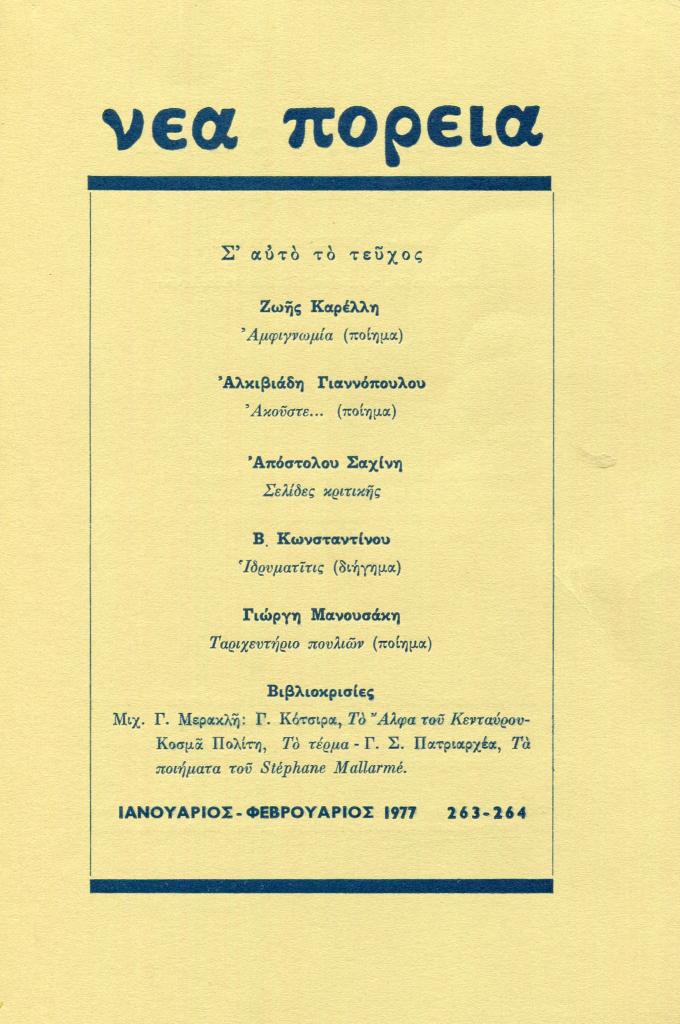 νεα πορεια
Σ' αὐτὸ τὸ τεῦχος
Ζωῆς Καρέλλη
Ἀμφιγνωμία (ποίημα)
Ἀλκιβιάδη Γιαννόπουλου
Ἀκοῦστε... (ποίημα)
Ἀπόστολου Σαχίνη
Σελίδες κριτικῆς
Β. Κωνσταντίνου
Ἱδρυματῖτις (διήγημα)
Γιώργη Μανουσάκη
Ταριχευτήριο πουλιῶν (ποίημα)
Βιβλιοκρισίες
Μιχ. Γ. Μερακλῆ: Γ. Κότσιρα, Τὸ Ἄλφα τοῦ Κενταύρου-
Κοσμᾶ Πολίτη, Τὸ τέρμα - Γ. Σ. Πατριαρχέα, Τὰ
ποιήματα τοῦ Stéphane Mallarmé.
ΙΑΝΟΥΑΡΙΟΣ - ΦΕΒΡΟΥΑΡΙΟΣ 1977 263-264